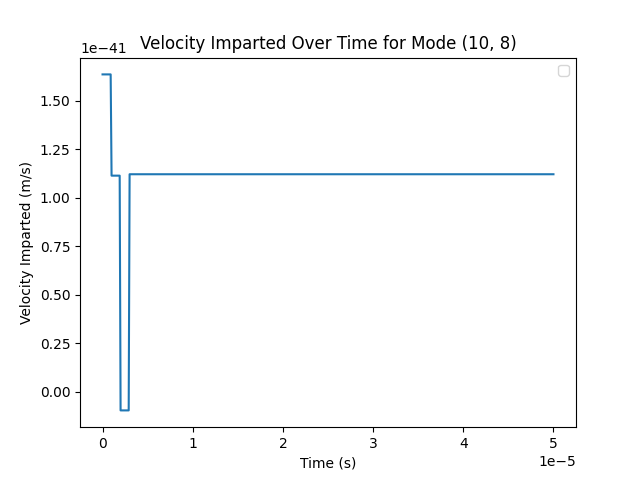 Velocity Imparted Over Time for Mode (10, 8)
1e−41
1.50
1.25
1.00
0.75
0.50
0.25
0.00
Velocity Imparted (m/s)
0 1 2 3 4 5
1e−5
Time (s)